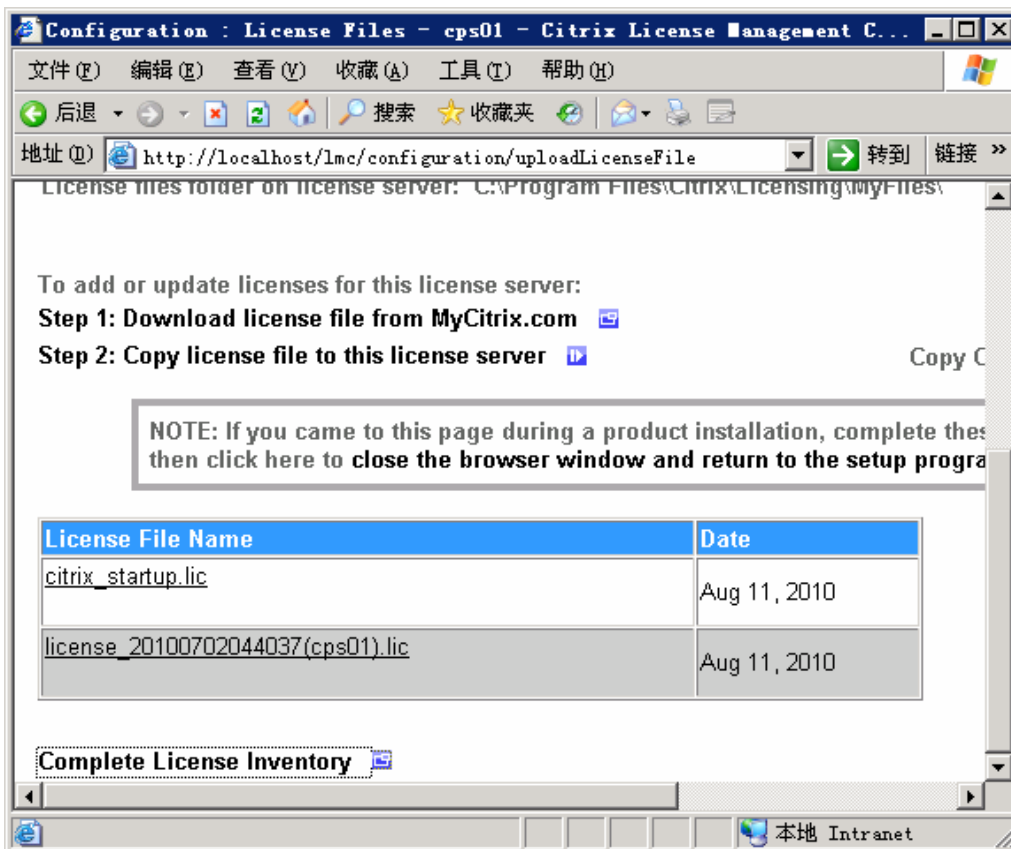 Configuration : License Files - cps01 - Citrix License Management C...
文件(F) 编辑(E) 查看(V) 收藏(A) 工具(T) 帮助(H)
后退 搜索 收藏夹
地址(D) http://localhost/lmc/configuration/uploadLicenseFile 转到 链接 »
License files folder on license server: C:\Program Files\Citrix\Licensing\MyFiles\
To add or update licenses for this license server:
Step 1: Download license file from MyCitrix.com
Step 2: Copy license file to this license server Copy C
NOTE: If you came to this page during a product installation, complete thes
then click here to close the browser window and return to the setup progra
License File Name Date
citrix_startup.lic Aug 11, 2010
license_20100702044037(cps01).lic Aug 11, 2010
Complete License Inventory
本地 Intranet